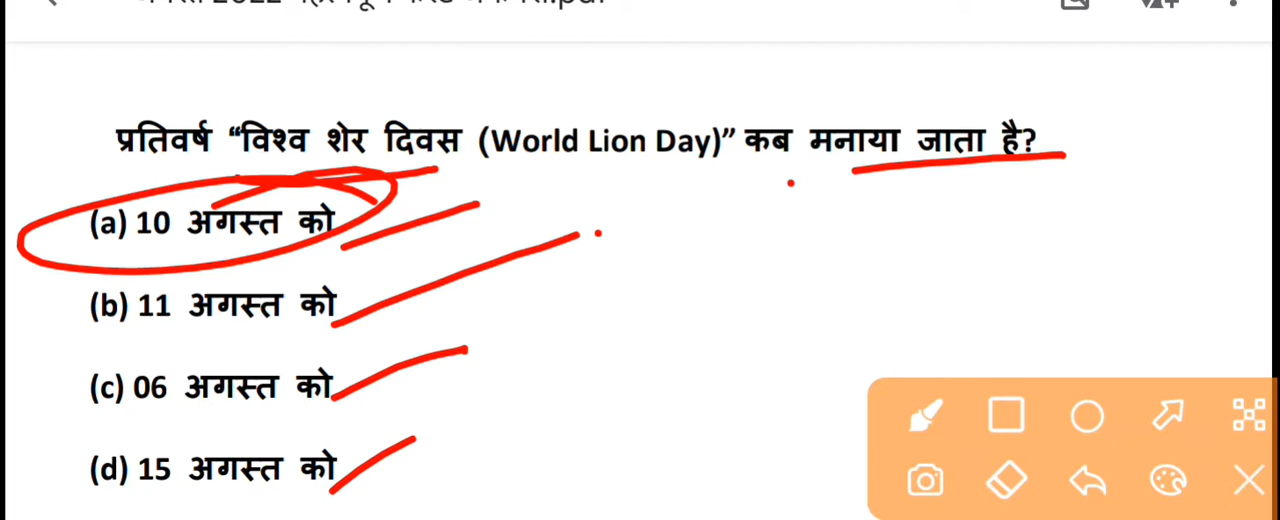 प्रतिवर्ष “विश्व शेर दिवस (World Lion Day)” कब मनाया जाता है?
(a) 10 अगस्त को
(b) 11 अगस्त को
(c) 06 अगस्त को
(d) 15 अगस्त को